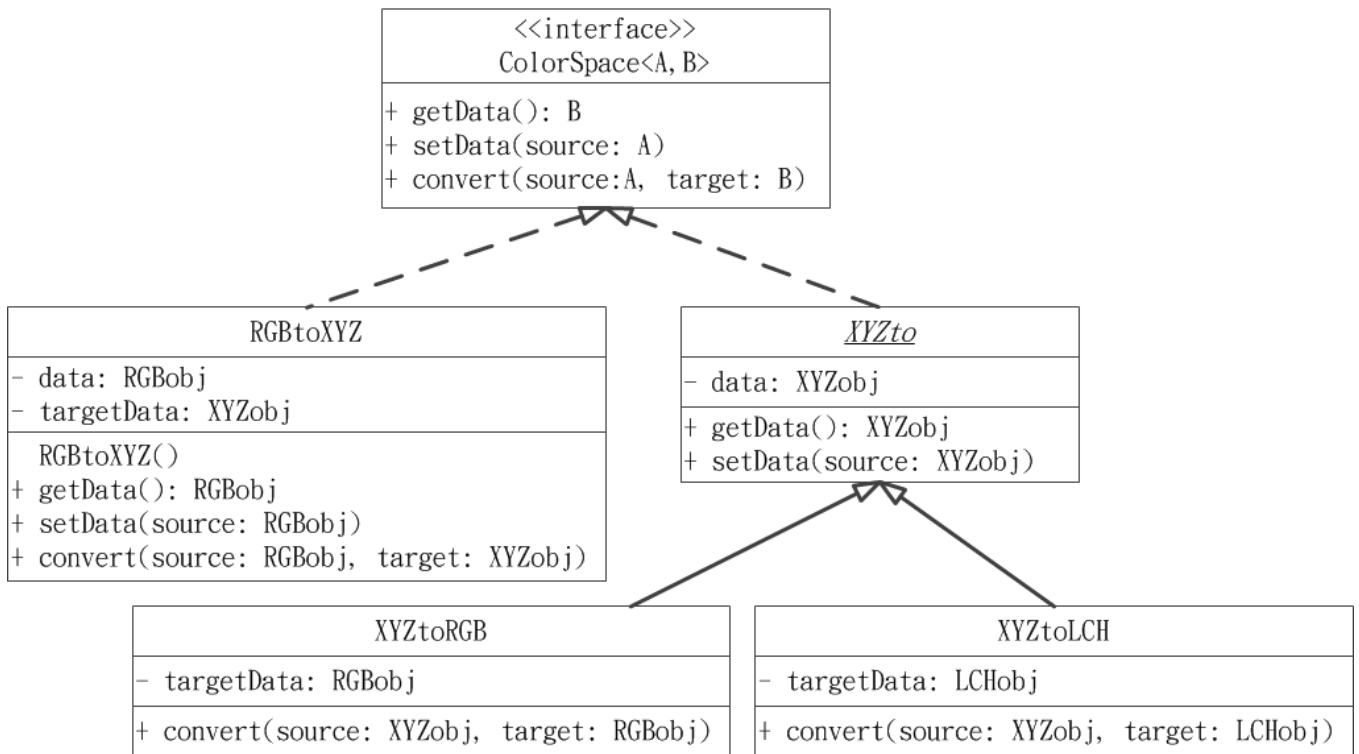 <<interface>>
ColorSpace<A,B>
+ getData(): B
+ setData(source: A)
+ convert(source:A, target: B)
RGBtoXYZ
- data: RGBobj
- targetData: XYZobj
RGBtoXYZ()
+ getData(): RGBobj
+ setData(source: RGBobj)
+ convert(source: RGBobj, target: XYZobj)
XYZto
- data: XYZobj
+ getData(): XYZobj
+ setData(source: XYZobj)
XYZtoRGB
- targetData: RGBobj
+ convert(source: XYZobj, target: RGBobj)
XYZtoLCH
- targetData: LCHobj
+ convert(source: XYZobj, target: LCHobj)